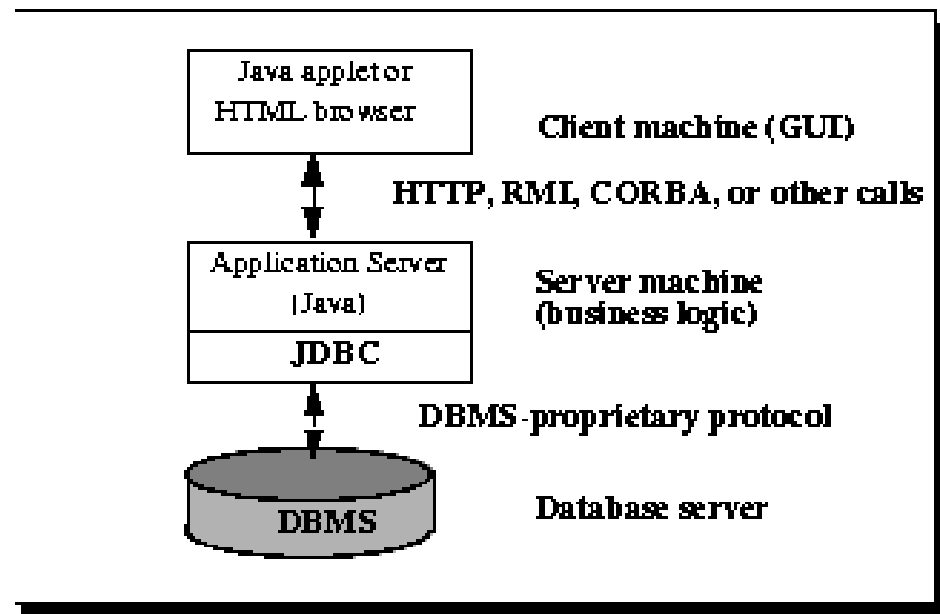 Java applet or
HTML browser
Client machine (GUI)
HTTP, RMI, CORBA, or other calls
Application Server
(Java)
Server machine
(business logic)
JDBC
DBMS-proprietary protocol
DBMS
Database server